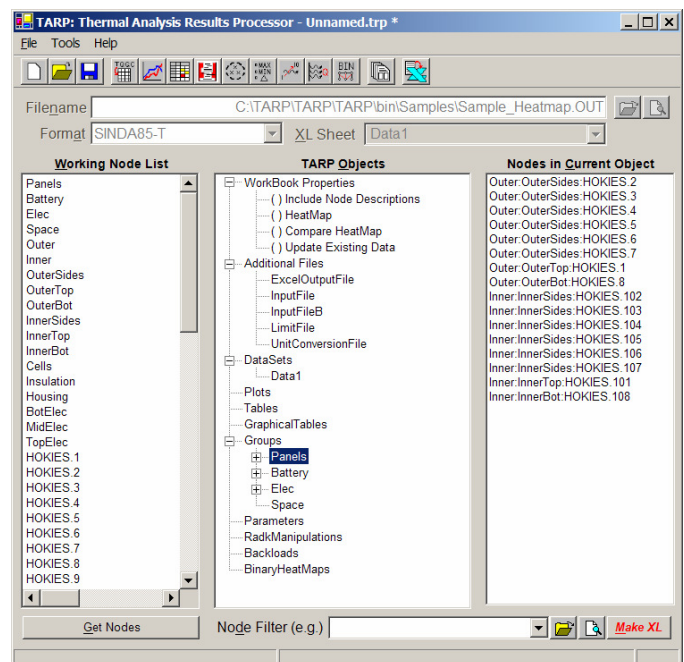 TARP: Thermal Analysis Results Processor - Unnamed.trp *
File Tools Help
TOGC
MAX
MIN
BIN
Filename C:\TARP\TARP\TARP\bin\Samples\Sample_Heatmap.OUT
Format SINDA85-T XL Sheet Data1
Working Node List
Panels
Battery
Elec
Space
Outer
Inner
OuterSides
OuterTop
OuterBot
InnerSides
InnerTop
InnerBot
Cells
Insulation
Housing
BotElec
MidElec
TopElec
HOKIES.1
HOKIES.2
HOKIES.3
HOKIES.4
HOKIES.5
HOKIES.6
HOKIES.7
HOKIES.8
HOKIES.9
Get Nodes
TARP Objects
WorkBook Properties
( ) Include Node Descriptions
( ) HeatMap
( ) Compare HeatMap
( ) Update Existing Data
Additional Files
ExcelOutputFile
InputFile
InputFileB
LimitFile
UnitConversionFile
DataSets
Data1
Plots
Tables
GraphicalTables
Groups
Panels
Battery
Elec
Space
Parameters
RadkManipulations
Backloads
BinaryHeatMaps
Nodes in Current Object
Outer:OuterSides:HOKIES.2
Outer:OuterSides:HOKIES.3
Outer:OuterSides:HOKIES.4
Outer:OuterSides:HOKIES.5
Outer:OuterSides:HOKIES.6
Outer:OuterSides:HOKIES.7
Outer:OuterTop:HOKIES.1
Outer:OuterBot:HOKIES.8
Inner:InnerSides:HOKIES.102
Inner:InnerSides:HOKIES.103
Inner:InnerSides:HOKIES.104
Inner:InnerSides:HOKIES.105
Inner:InnerSides:HOKIES.106
Inner:InnerSides:HOKIES.107
Inner:InnerTop:HOKIES.101
Inner:InnerBot:HOKIES.108
Node Filter (e.g.)
Make XL